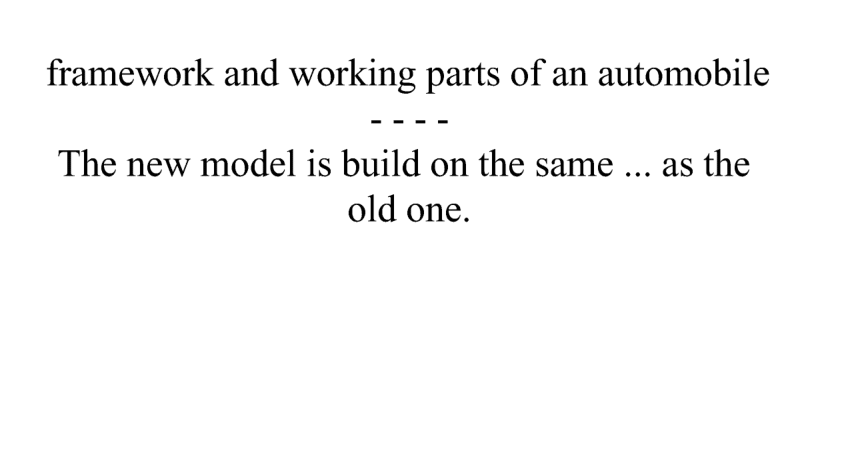 framework and working parts of an automobile
- - - -
The new model is build on the same ... as the
old one.